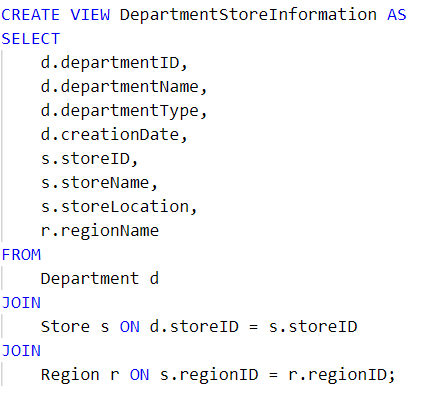 CREATE VIEW DepartmentStoreInformation AS
SELECT
    d.departmentID,
    d.departmentName,
    d.departmentType,
    d.creationDate,
    s.storeID,
    s.storeName,
    s.storeLocation,
    r.regionName
FROM
    Department d
JOIN
    Store s ON d.storeID = s.storeID
JOIN
    Region r ON s.regionID = r.regionID;